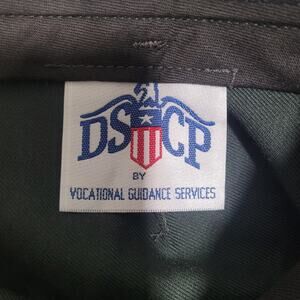 DSCP
BY
VOCATIONAL GUIDANCE SERVICES